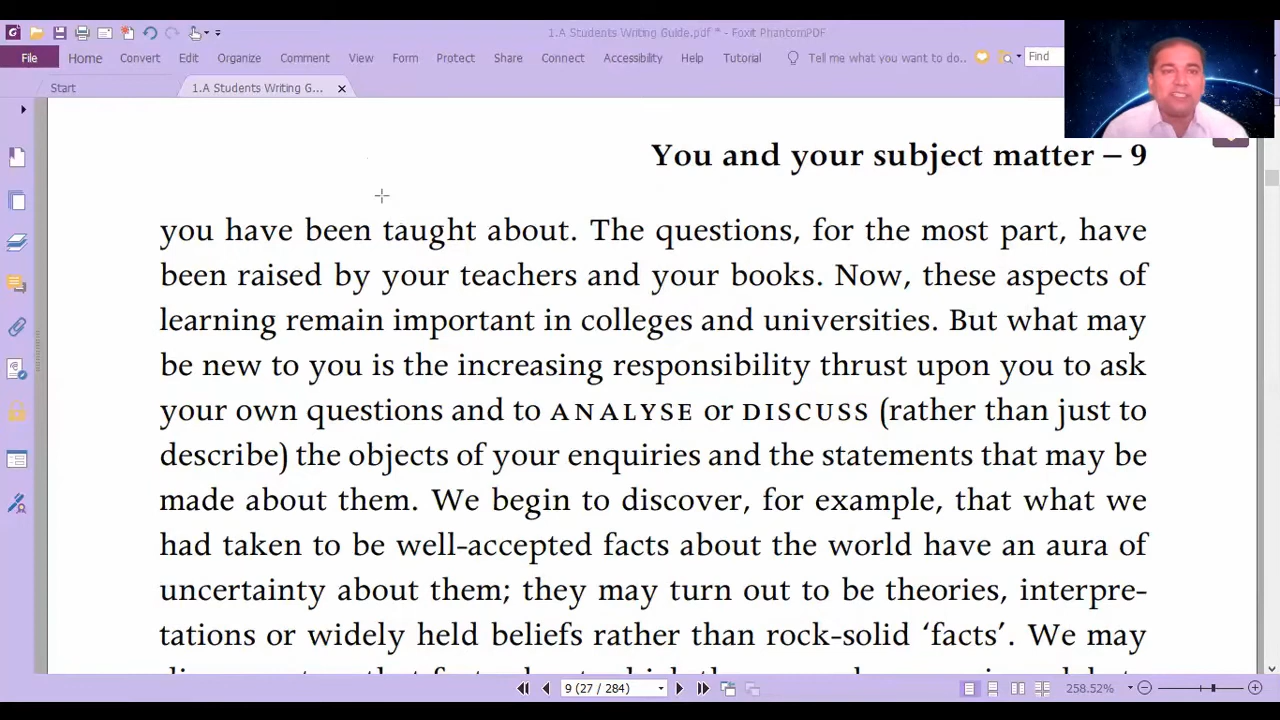 1.A Students Writing Guide.pdf * - Foxit PhantomPDF
File Home Convert Edit Organize Comment View Form Protect Share Connect Accessibility Help Tutorial Tell me what you want to do.. Find
Start 1.A Students Writing G...
You and your subject matter – 9
you have been taught about. The questions, for the most part, have
been raised by your teachers and your books. Now, these aspects of
learning remain important in colleges and universities. But what may
be new to you is the increasing responsibility thrust upon you to ask
your own questions and to ANALYSE or DISCUSS (rather than just to
describe) the objects of your enquiries and the statements that may be
made about them. We begin to discover, for example, that what we
had taken to be well-accepted facts about the world have an aura of
uncertainty about them; they may turn out to be theories, interpre-
tations or widely held beliefs rather than rock-solid ‘facts’. We may
9 (27 / 284) 258.52%